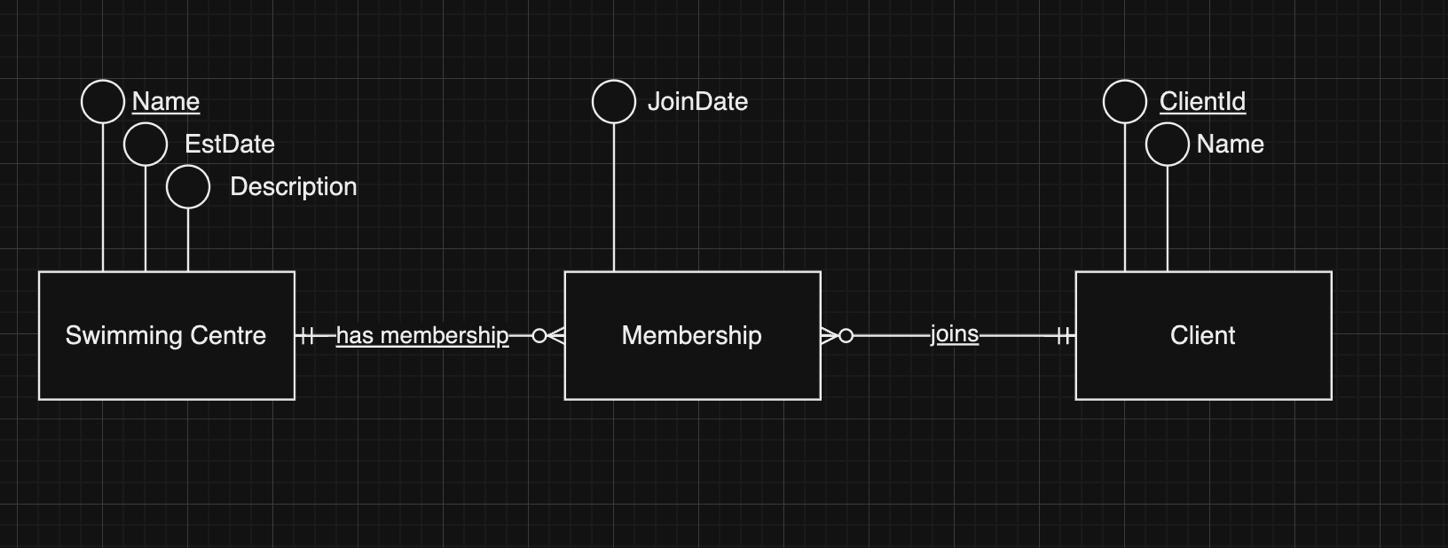 Name
EstDate
Description
JoinDate
ClientId
Name
Swimming Centre
has membership
Membership
joins
Client